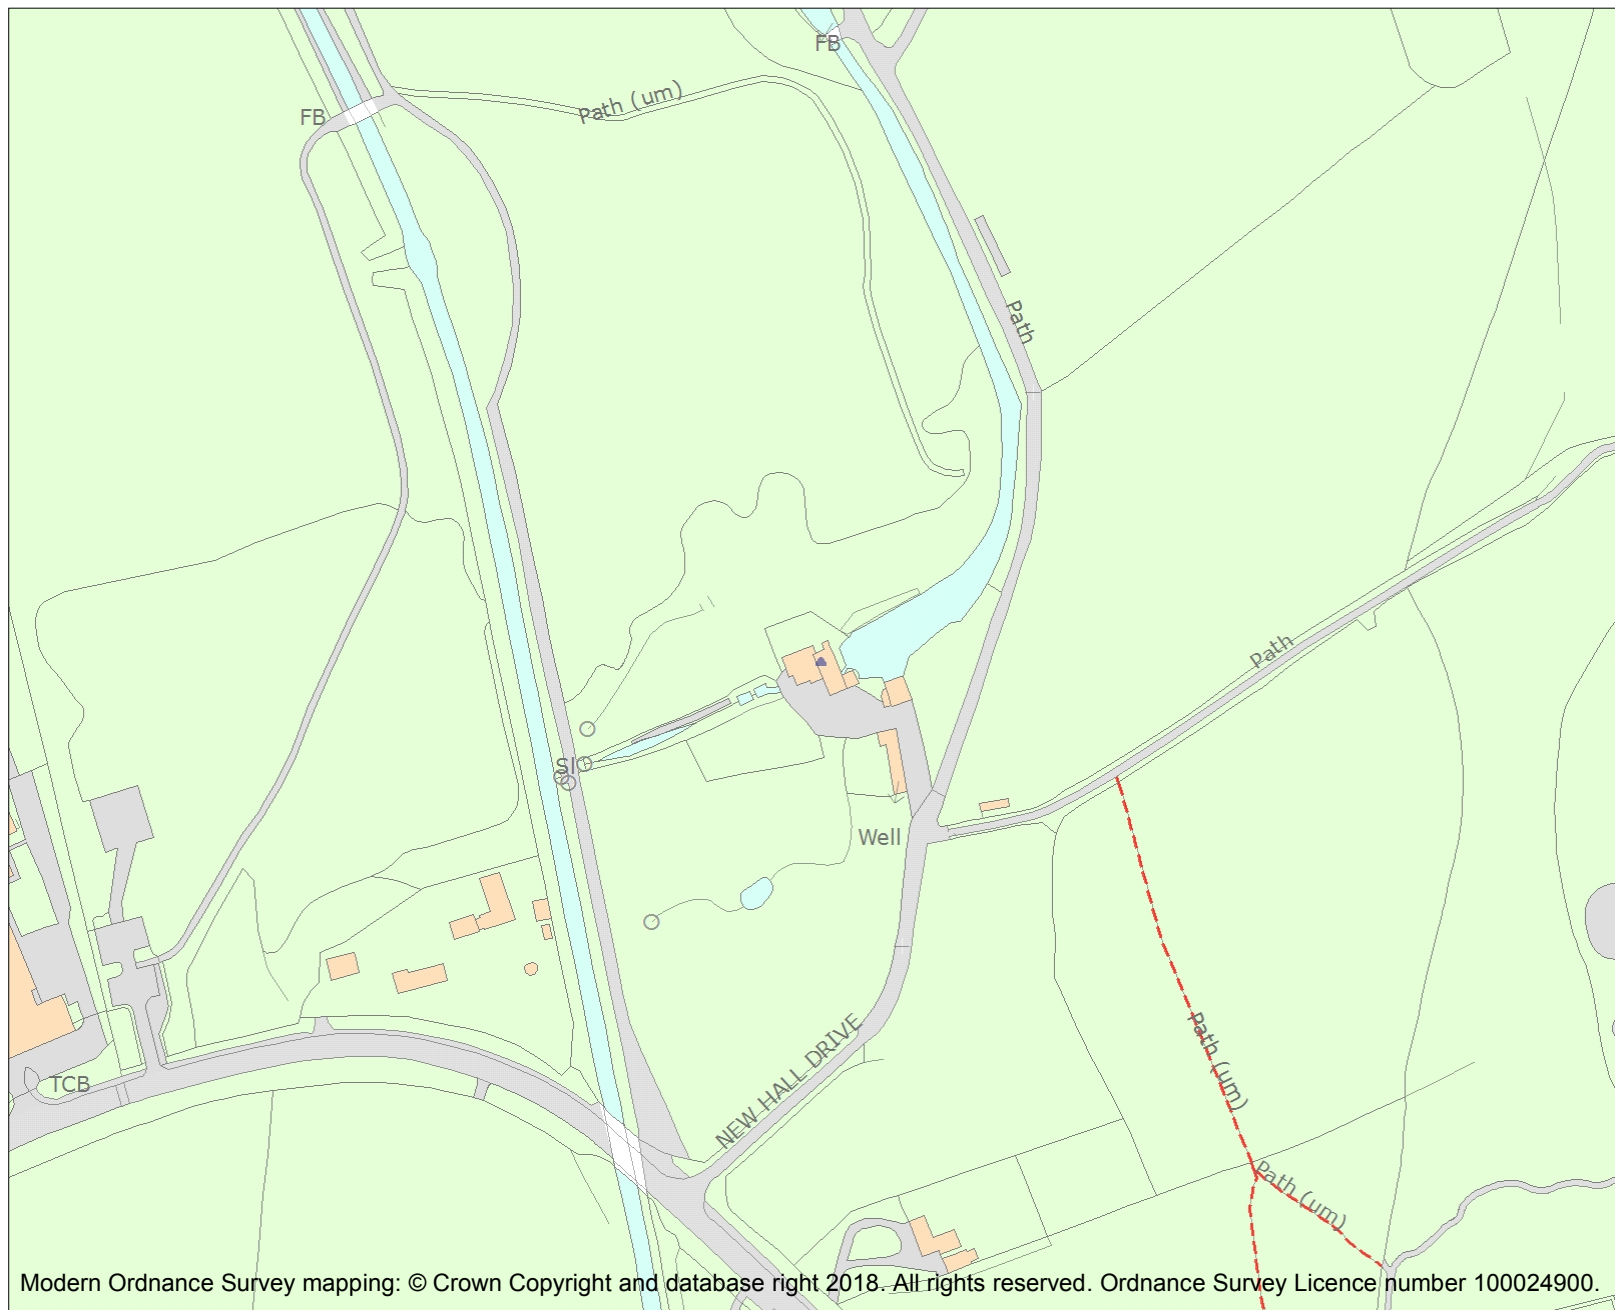 FB
FB
Path (um)
Path
Path
Sl
Well
NEW HALL DRIVE
Path (um)
TCB
Path (um)
Modern Ordnance Survey mapping: © Crown Copyright and database right 2018. All rights reserved. Ordnance Survey Licence number 100024900.